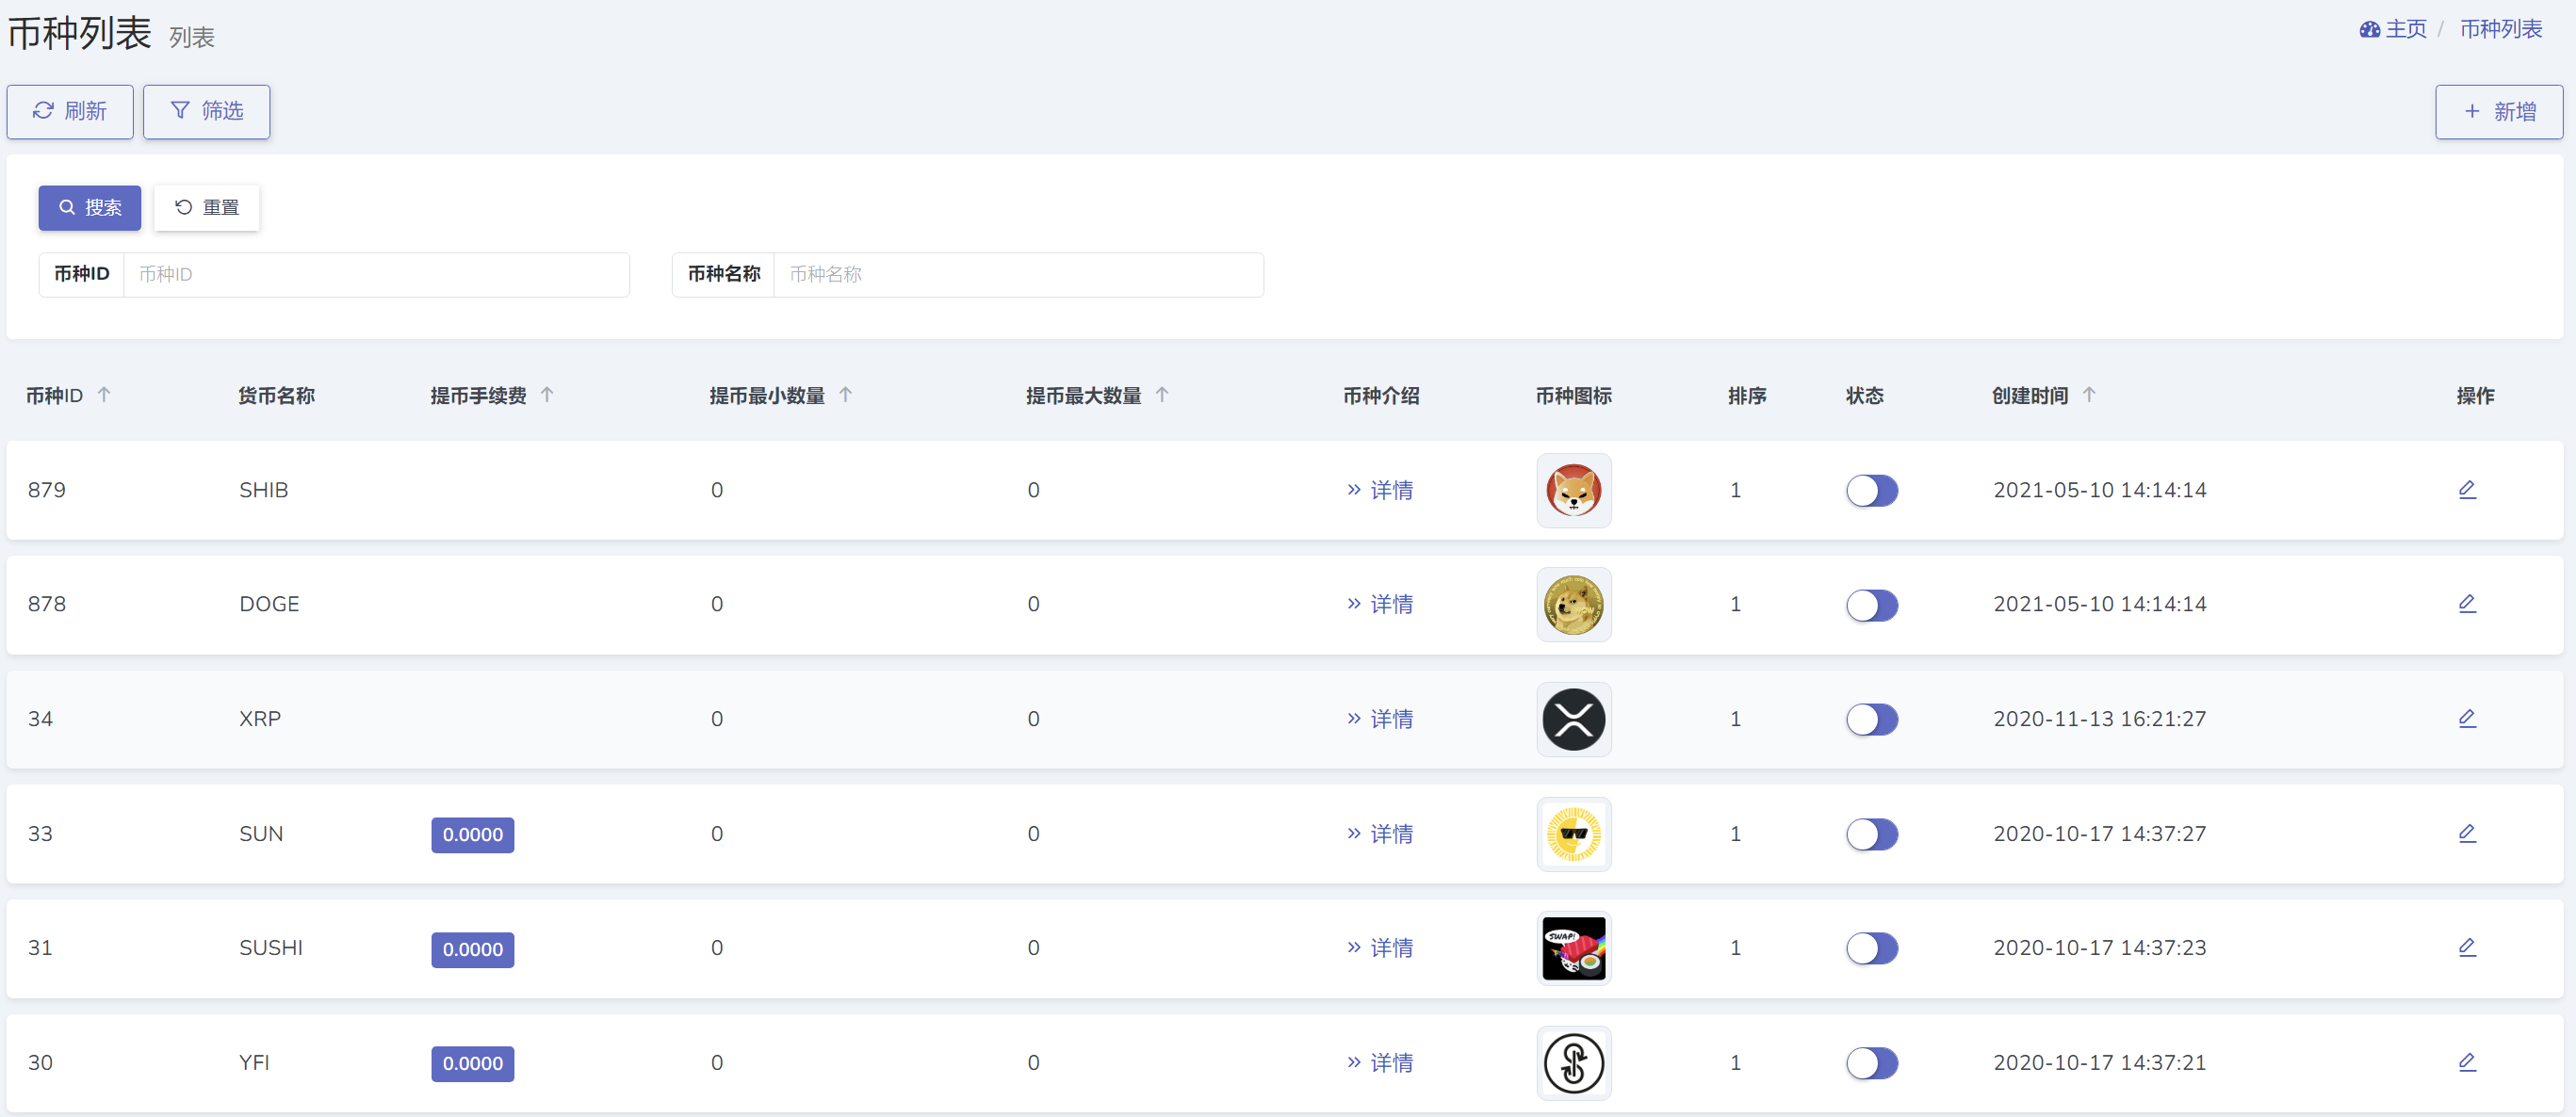 币种列表 列表
主页 / 币种列表
刷新 筛选 + 新增
搜索 重置
币种ID 币种ID 币种名称 币种名称
币种ID 货币名称 提币手续费 提币最小数量 提币最大数量 币种介绍 币种图标 排序 状态 创建时间 操作
879 SHIB 0 0 详情 1 2021-05-10 14:14:14
878 DOGE 0 0 详情 1 2021-05-10 14:14:14
34 XRP 0 0 详情 1 2020-11-13 16:21:27
33 SUN 0.0000 0 0 详情 1 2020-10-17 14:37:27
31 SUSHI 0.0000 0 0 详情 SWAP! 1 2020-10-17 14:37:23
30 YFI 0.0000 0 0 详情 1 2020-10-17 14:37:21